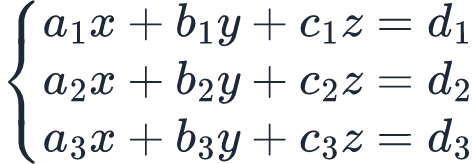 a₁x + b₁y + c₁z = d₁
a₂x + b₂y + c₂z = d₂
a₃x + b₃y + c₃z = d₃